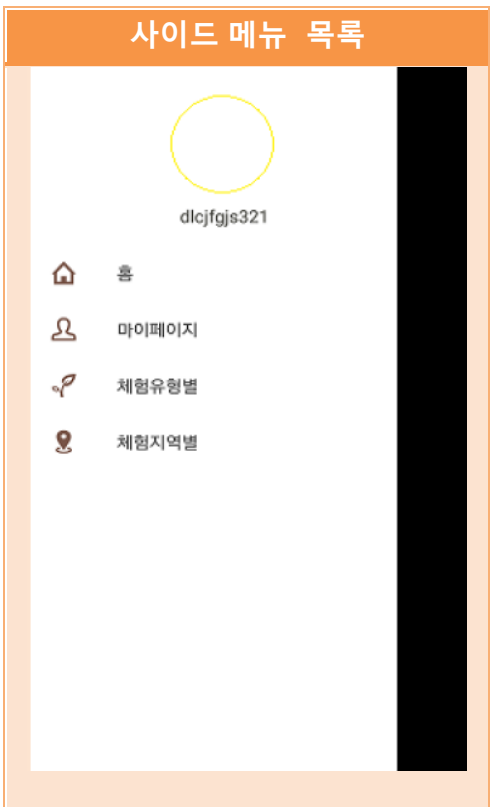 사이드 메뉴 목록
dlcjfgjs321
홈
마이페이지
체험유형별
체험지역별